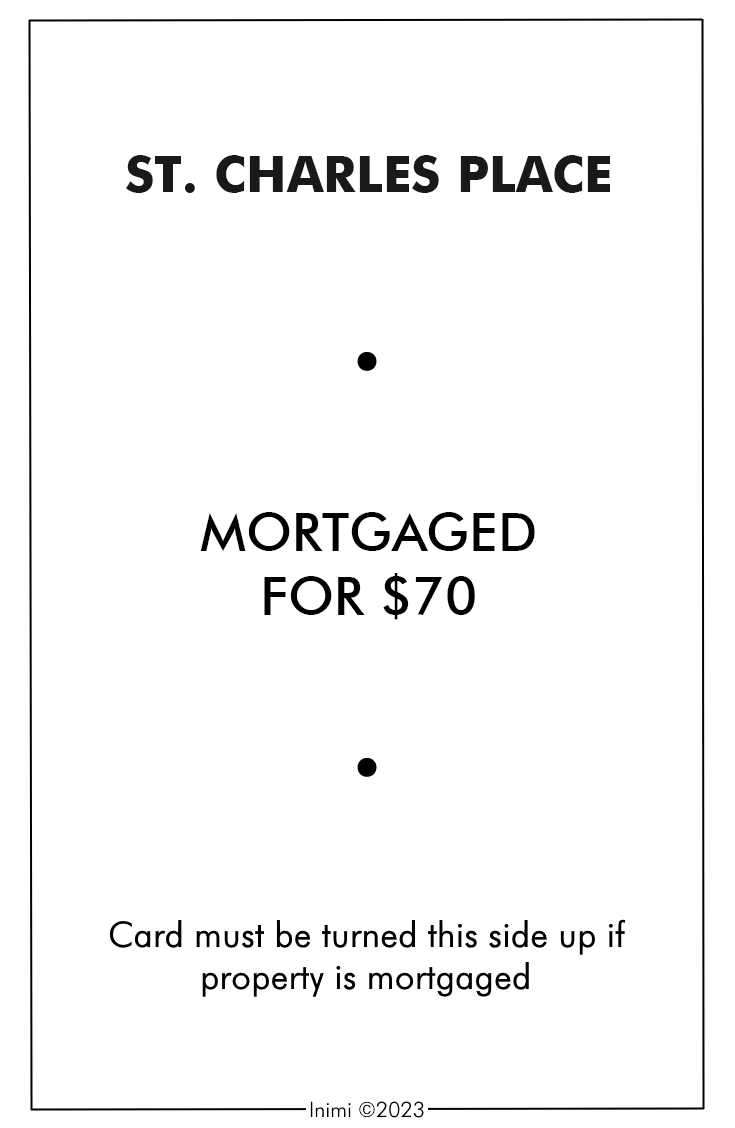 ST. CHARLES PLACE
MORTGAGED
FOR $70
Card must be turned this side up if
property is mortgaged
Inimi ©2023